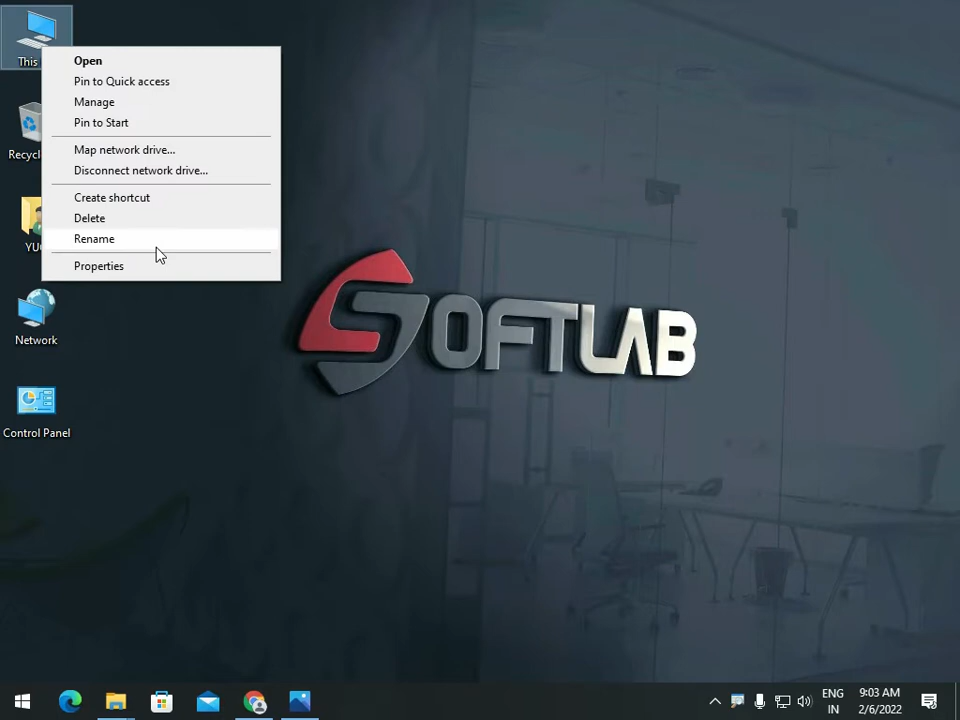 This
Open
Pin to Quick access
Manage
Pin to Start
Map network drive...
Disconnect network drive...
Create shortcut
Delete
Rename
Properties
Recycl
YU
Network
Control Panel
SOFTLAB
ENG
IN
9:03 AM
2/6/2022